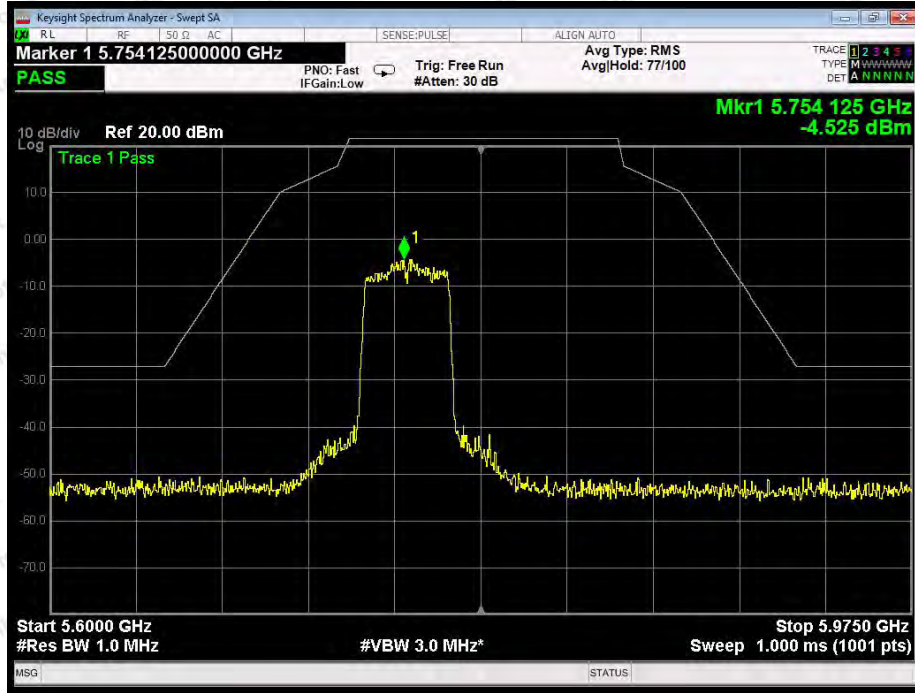 Keysight Spectrum Analyzer - Swept SA
LXI RL RF 50 Ω AC SENSE:PULSE ALIGN AUTO
Marker 1 5.754125000000 GHz
PASS
PNO: Fast
IFGain:Low
Trig: Free Run
#Atten: 30 dB
Avg Type: RMS
Avg|Hold: 77/100
TRACE 1 2 3 4 5
TYPE M WWWWW
DET A N N N N N
Mkr1 5.754 125 GHz
-4.525 dBm
10 dB/div Ref 20.00 dBm
Log
Trace 1 Pass
10.0
1
0.00
-10.0
-20.0
-30.0
-40.0
-50.0
-60.0
-70.0
Start 5.6000 GHz Stop 5.9750 GHz
#Res BW 1.0 MHz #VBW 3.0 MHz* Sweep 1.000 ms (1001 pts)
MSG STATUS